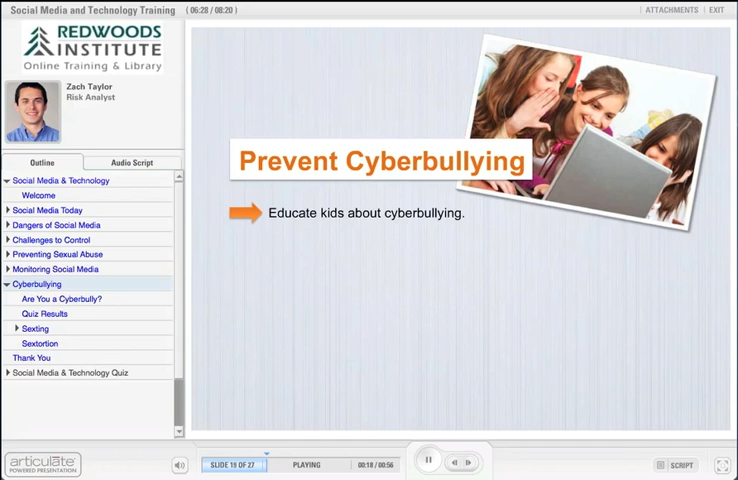 Social Media and Technology Training ( 06:28 / 08:20 )
ATTACHMENTS EXIT
REDWOODS
INSTITUTE
Online Training & Library
Zach Taylor
Risk Analyst
Outline Audio Script
Social Media & Technology
Welcome
Social Media Today
Dangers of Social Media
Challenges to Control
Preventing Sexual Abuse
Monitoring Social Media
Cyberbullying
Are You a Cyberbully?
Quiz Results
Sexting
Sextortion
Thank You
Social Media & Technology Quiz
Prevent Cyberbullying
Educate kids about cyberbullying.
articulate
POWERED PRESENTATION
SLIDE 19 OF 27 PLAYING 00:18 / 00:56
SCRIPT